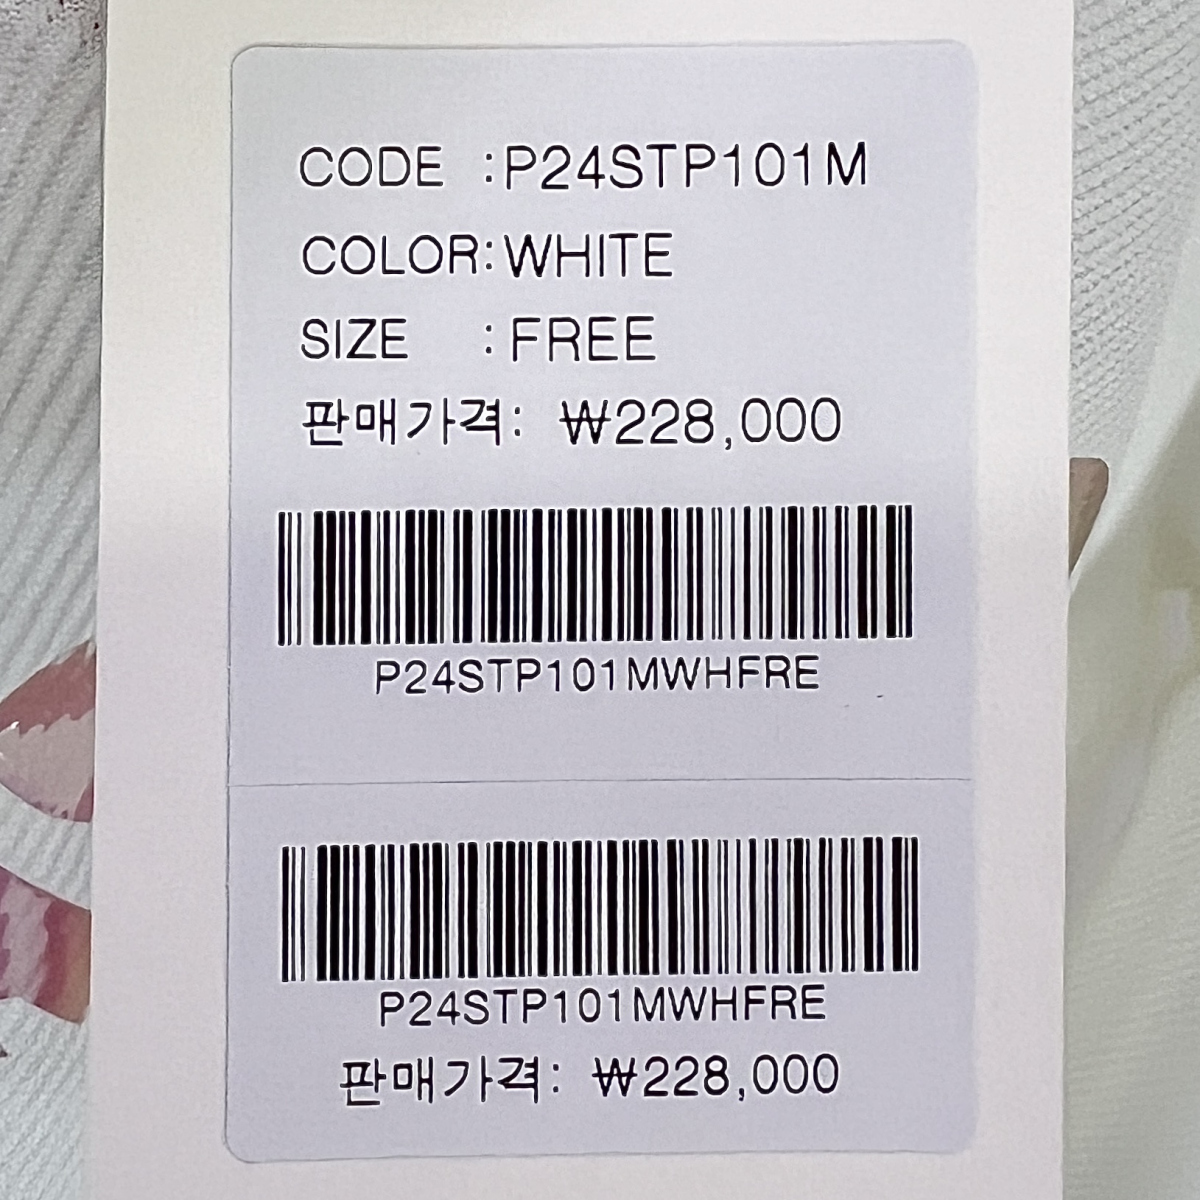 CODE :P24STP101M
COLOR:WHITE
SIZE :FREE
판매가격: ₩228,000
P24STP101MWHFRE
P24STP101MWHFRE
판매가격: ₩228,000